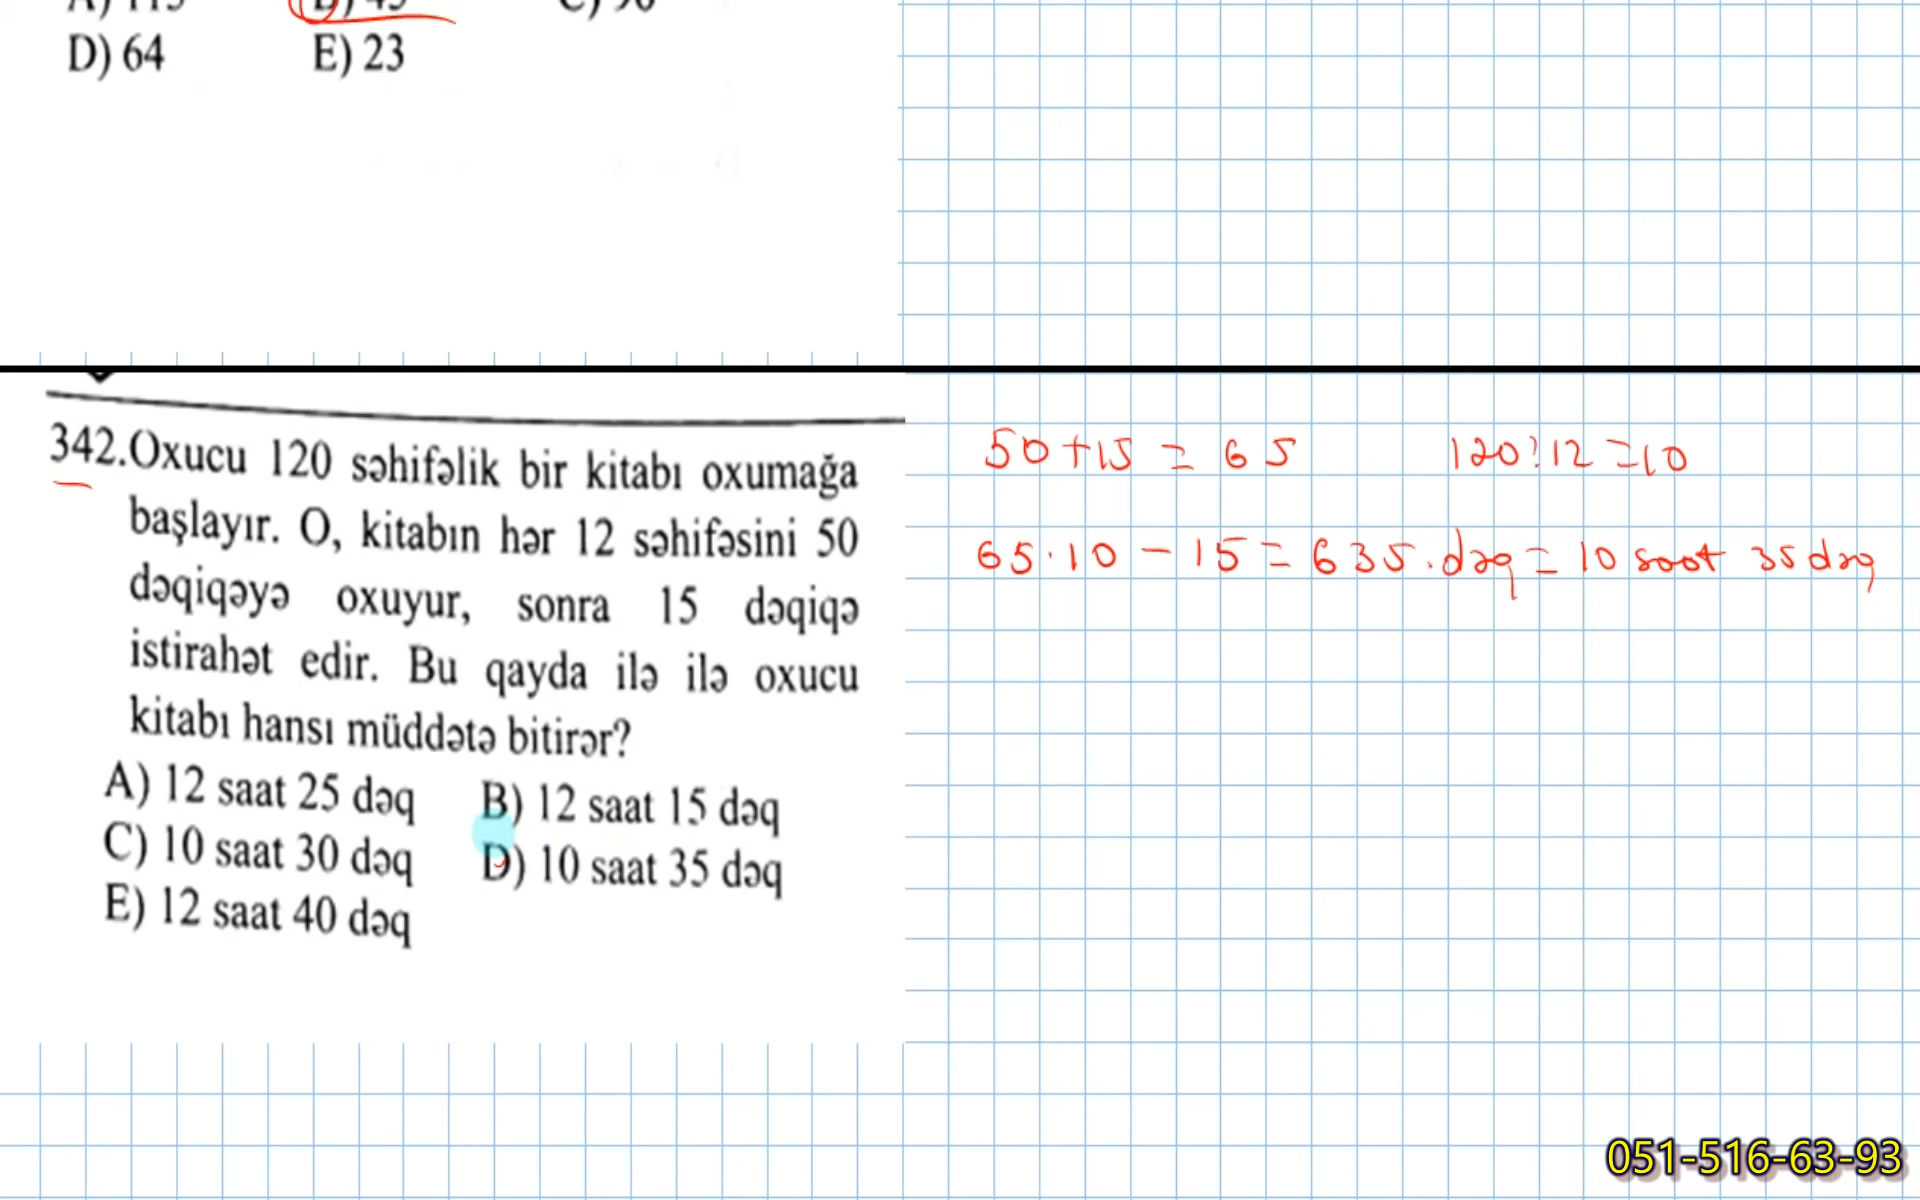 D) 64 E) 23
342.Oxucu 120 səhifəlik bir kitabı oxumağa
başlayır. O, kitabın hər 12 səhifəsini 50
dəqiqəyə oxuyur, sonra 15 dəqiqə
istirahət edir. Bu qayda ilə ilə oxucu
kitabı hansı müddətə bitirər?
A) 12 saat 25 dəq B) 12 saat 15 dəq
C) 10 saat 30 dəq D) 10 saat 35 dəq
E) 12 saat 40 dəq
50+15 = 65 120:12=10
65·10 - 15 = 635. dəq = 10 saat 35 dəq
051-516-63-93